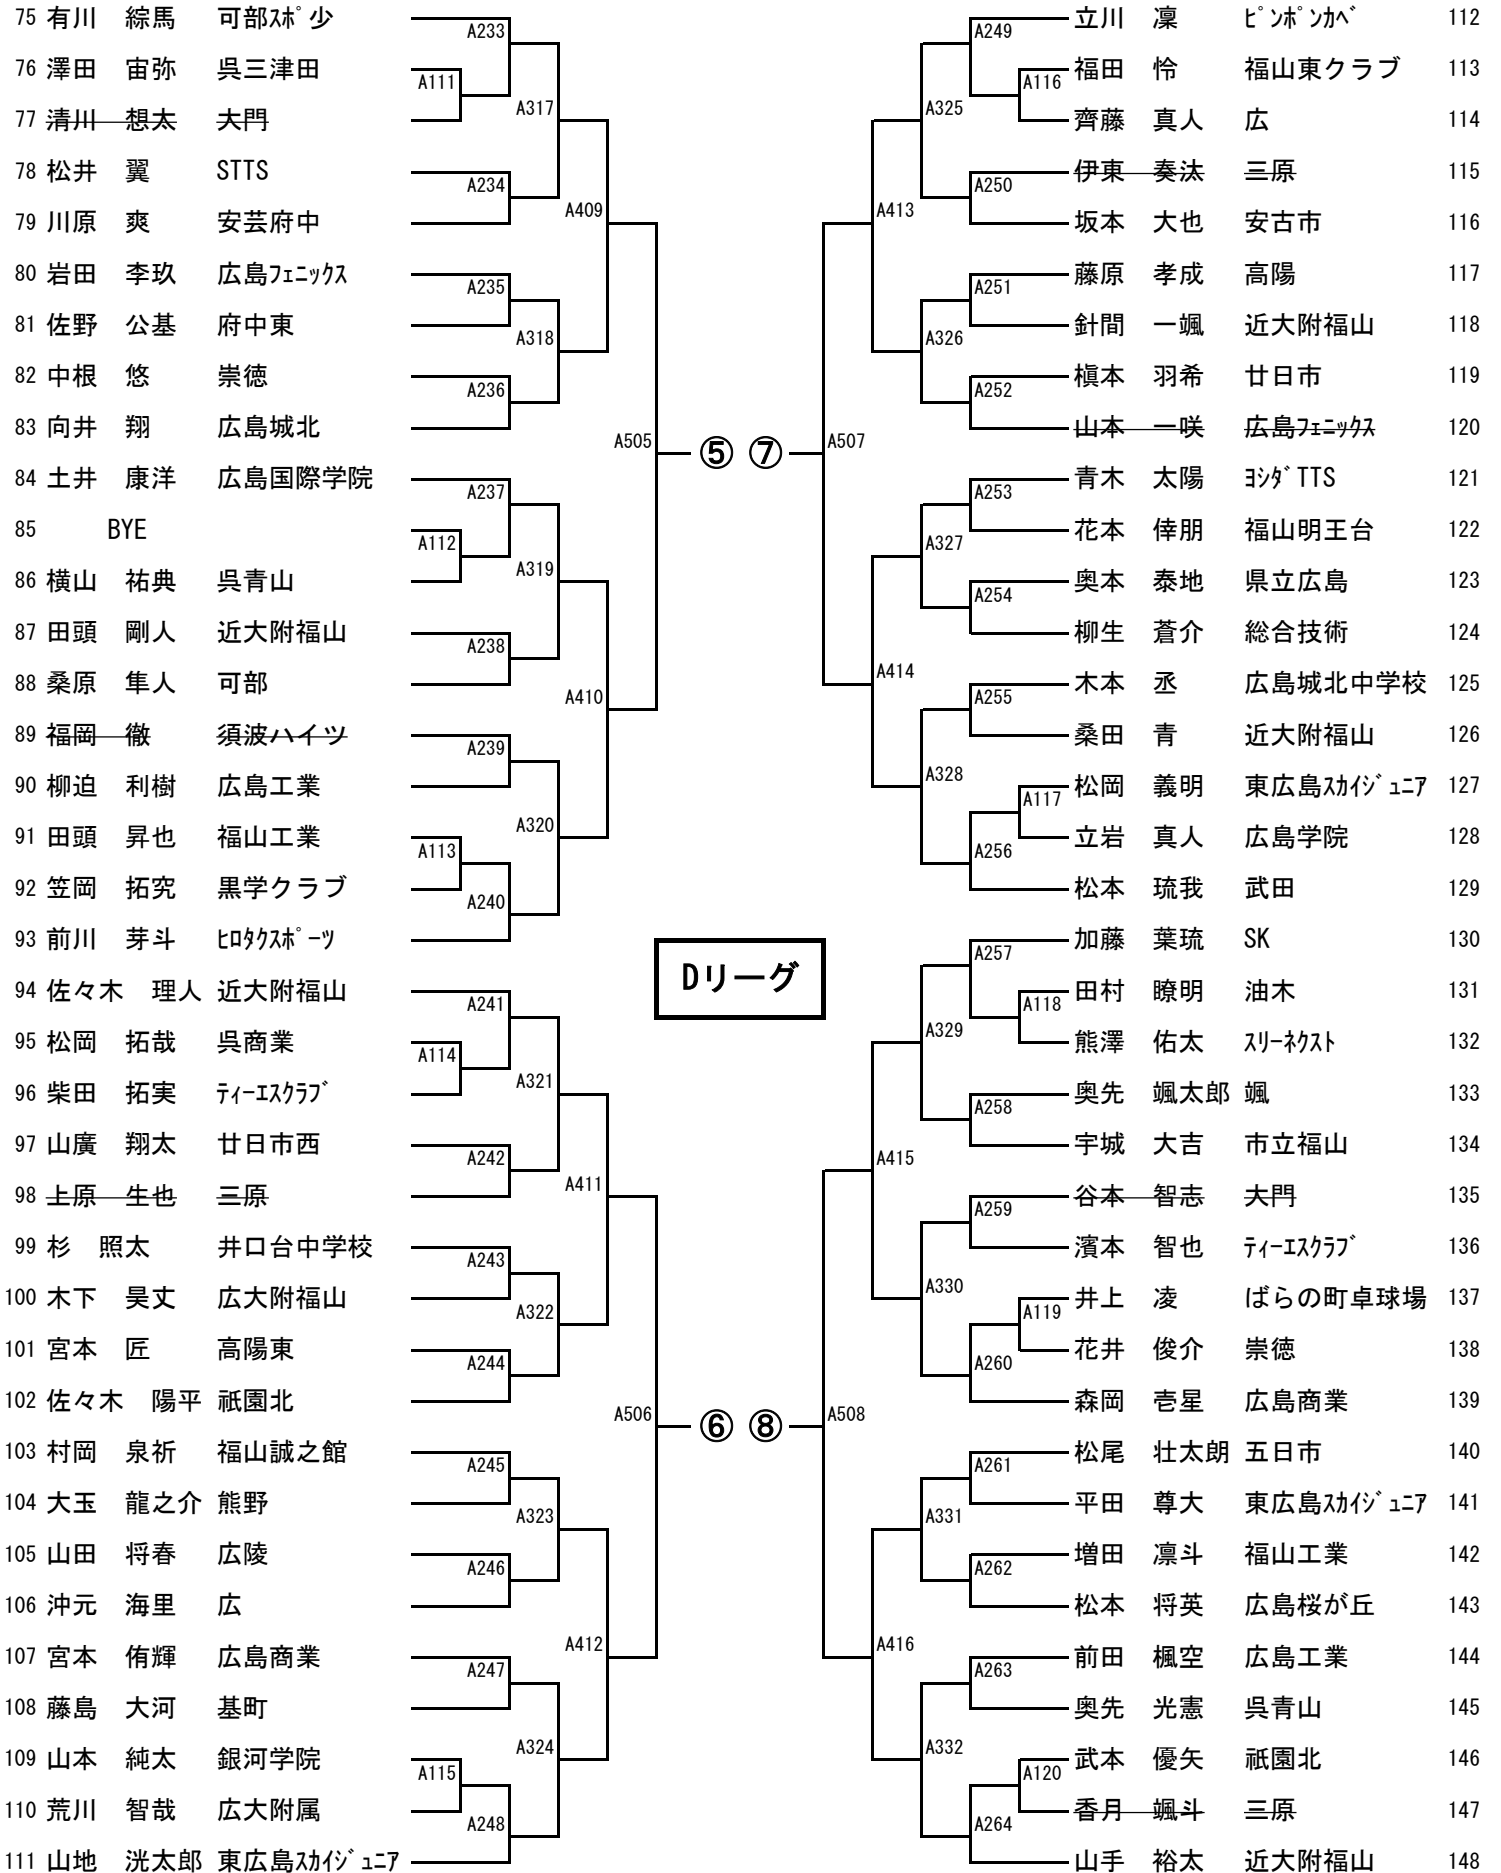 75 有川 綜馬 可部ｽﾎﾟ少
76 澤田 宙弥 呉三津田
77 清川 想太 大門
78 松井 翼 STTS
79 川原 爽 安芸府中
80 岩田 李玖 広島ﾌｪﾆｯｸｽ
81 佐野 公基 府中東
82 中根 悠 崇徳
83 向井 翔 広島城北
84 土井 康洋 広島国際学院
85 BYE
86 横山 祐典 呉青山
87 田頭 剛人 近大附福山
88 桑原 隼人 可部
89 福岡 徹 須波ハイツ
90 柳迫 利樹 広島工業
91 田頭 昇也 福山工業
92 笠岡 拓究 黒学クラブ
93 前川 芽斗 ﾋﾛﾀｸｽﾎﾟｰﾂ
94 佐々木 理人 近大附福山
95 松岡 拓哉 呉商業
96 柴田 拓実 ﾃｨｰｴｽｸﾗﾌﾞ
97 山廣 翔太 廿日市西
98 上原 生也 三原
99 杉 照太 井口台中学校
100 木下 昊丈 広大附福山
101 宮本 匠 高陽東
102 佐々木 陽平 祇園北
103 村岡 泉祈 福山誠之館
104 大玉 龍之介 熊野
105 山田 将春 広陵
106 沖元 海里 広
107 宮本 侑輝 広島商業
108 藤島 大河 基町
109 山本 純太 銀河学院
110 荒川 智哉 広大附属
111 山地 洸太郎 東広島ｽｶｲｼﾞｭﾆｱ
A111
A112
A113
A114
A115
A233
A234
A235
A236
A237
A238
A239
A240
A241
A242
A243
A244
A245
A246
A247
A248
A317
A318
A319
A320
A321
A322
A323
A324
A409
A410
A411
A412
A505
A506
⑤ ⑦
Dリーグ
⑥ ⑧
A507
A508
A413
A414
A415
A416
A325
A326
A327
A328
A329
A330
A331
A332
A249
A250
A251
A252
A253
A254
A255
A256
A257
A258
A259
A260
A261
A262
A263
A264
A116
A117
A118
A119
A120
立川 凜 ﾋﾟﾝﾎﾟﾝｶﾍﾞ 112
福田 怜 福山東クラブ 113
齊藤 真人 広 114
伊東 奏汰 三原 115
坂本 大也 安古市 116
藤原 孝成 高陽 117
針間 一颯 近大附福山 118
槇本 羽希 廿日市 119
山本 一咲 広島ﾌｪﾆｯｸｽ 120
青木 太陽 ﾖｼﾀﾞTTS 121
花本 倖朋 福山明王台 122
奥本 泰地 県立広島 123
柳生 蒼介 総合技術 124
木本 丞 広島城北中学校 125
桑田 青 近大附福山 126
松岡 義明 東広島ｽｶｲｼﾞｭﾆｱ 127
立岩 真人 広島学院 128
松本 琉我 武田 129
加藤 葉琉 SK 130
田村 瞭明 油木 131
熊澤 佑太 ｽﾘｰﾈｸｽﾄ 132
奥先 颯太郎 颯 133
宇城 大吉 市立福山 134
谷本 智志 大門 135
濱本 智也 ﾃｨｰｴｽｸﾗﾌﾞ 136
井上 凌 ばらの町卓球場 137
花井 俊介 崇徳 138
森岡 壱星 広島商業 139
松尾 壮太朗 五日市 140
平田 尊大 東広島ｽｶｲｼﾞｭﾆｱ 141
増田 凛斗 福山工業 142
松本 将英 広島桜が丘 143
前田 楓空 広島工業 144
奥先 光憲 呉青山 145
武本 優矢 祇園北 146
香月 颯斗 三原 147
山手 裕太 近大附福山 148